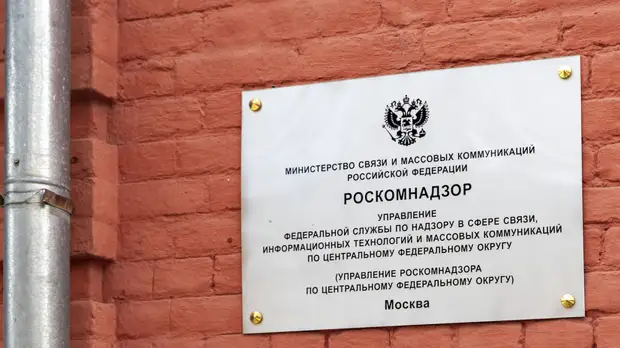 МИНИСТЕРСТВО СВЯЗИ И МАССОВЫХ КОММУНИКАЦИЙ
РОССИЙСКОЙ ФЕДЕРАЦИИ
РОСКОМНАДЗОР
УПРАВЛЕНИЕ
ФЕДЕРАЛЬНОЙ СЛУЖБЫ ПО НАДЗОРУ В СФЕРЕ СВЯЗИ,
ИНФОРМАЦИОННЫХ ТЕХНОЛОГИЙ И МАССОВЫХ КОММУНИКАЦИЙ
ПО ЦЕНТРАЛЬНОМУ ФЕДЕРАЛЬНОМУ ОКРУГУ
(УПРАВЛЕНИЕ РОСКОМНАДЗОРА
ПО ЦЕНТРАЛЬНОМУ ФЕДЕРАЛЬНОМУ ОКРУГУ)
Москва